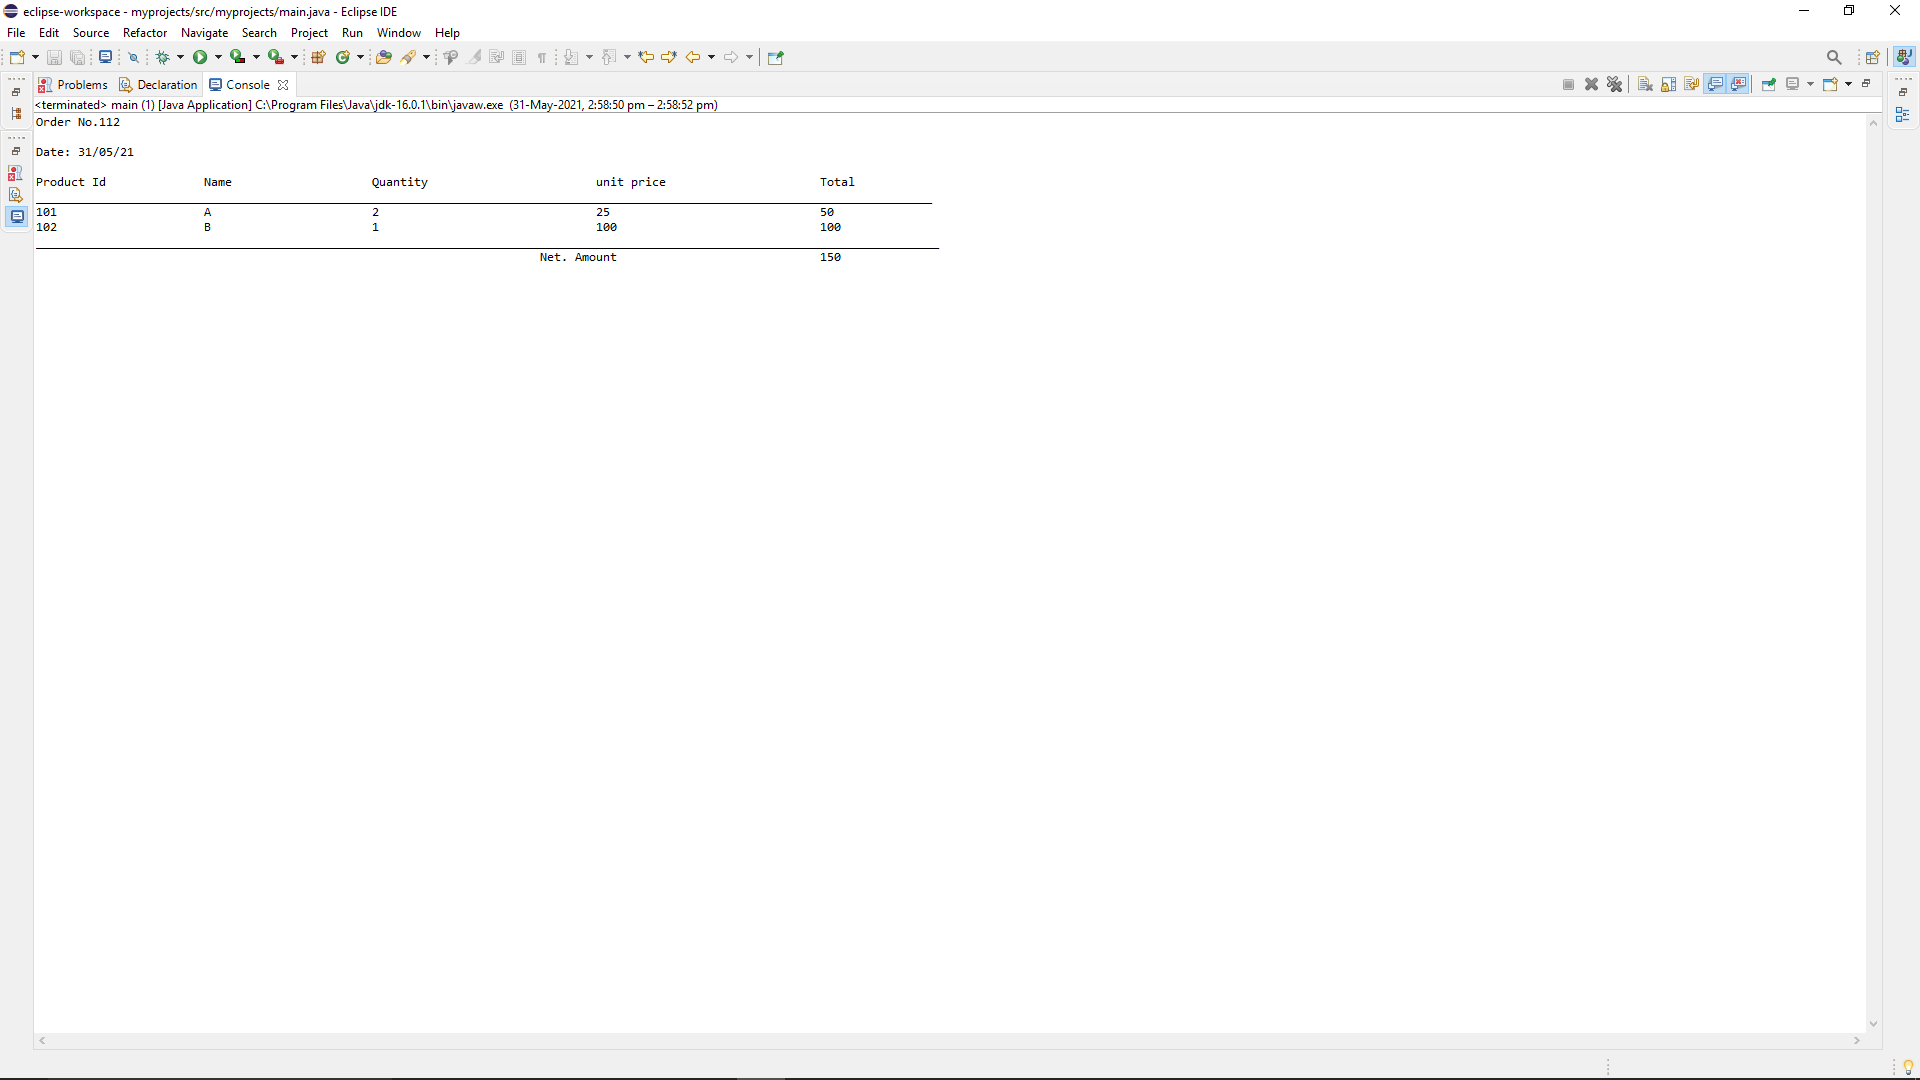 eclipse-workspace - myprojects/src/myprojects/main.java - Eclipse IDE
File Edit Source Refactor Navigate Search Project Run Window Help
Problems Declaration Console
<terminated> main (1) [Java Application] C:\Program Files\Java\jdk-16.0.1\bin\javaw.exe (31-May-2021, 2:58:50 pm – 2:58:52 pm)
Order No.112
Date: 31/05/21
Product Id Name Quantity unit price Total
101 A 2 25 50
102 B 1 100 100
Net. Amount 150